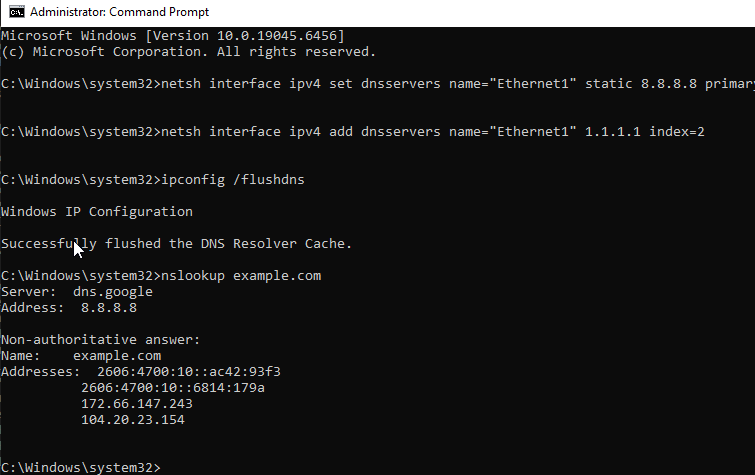 Administrator: Command Prompt
Microsoft Windows [Version 10.0.19045.6456]
(c) Microsoft Corporation. All rights reserved.
C:\Windows\system32>netsh interface ipv4 set dnsservers name="Ethernet1" static 8.8.8.8 primary
C:\Windows\system32>netsh interface ipv4 add dnsservers name="Ethernet1" 1.1.1.1 index=2
C:\Windows\system32>ipconfig /flushdns
Windows IP Configuration
Successfully flushed the DNS Resolver Cache.
C:\Windows\system32>nslookup example.com
Server:  dns.google
Address:  8.8.8.8
Non-authoritative answer:
Name:    example.com
Addresses:  2606:4700:10::ac42:93f3
2606:4700:10::6814:179a
172.66.147.243
104.20.23.154
C:\Windows\system32>